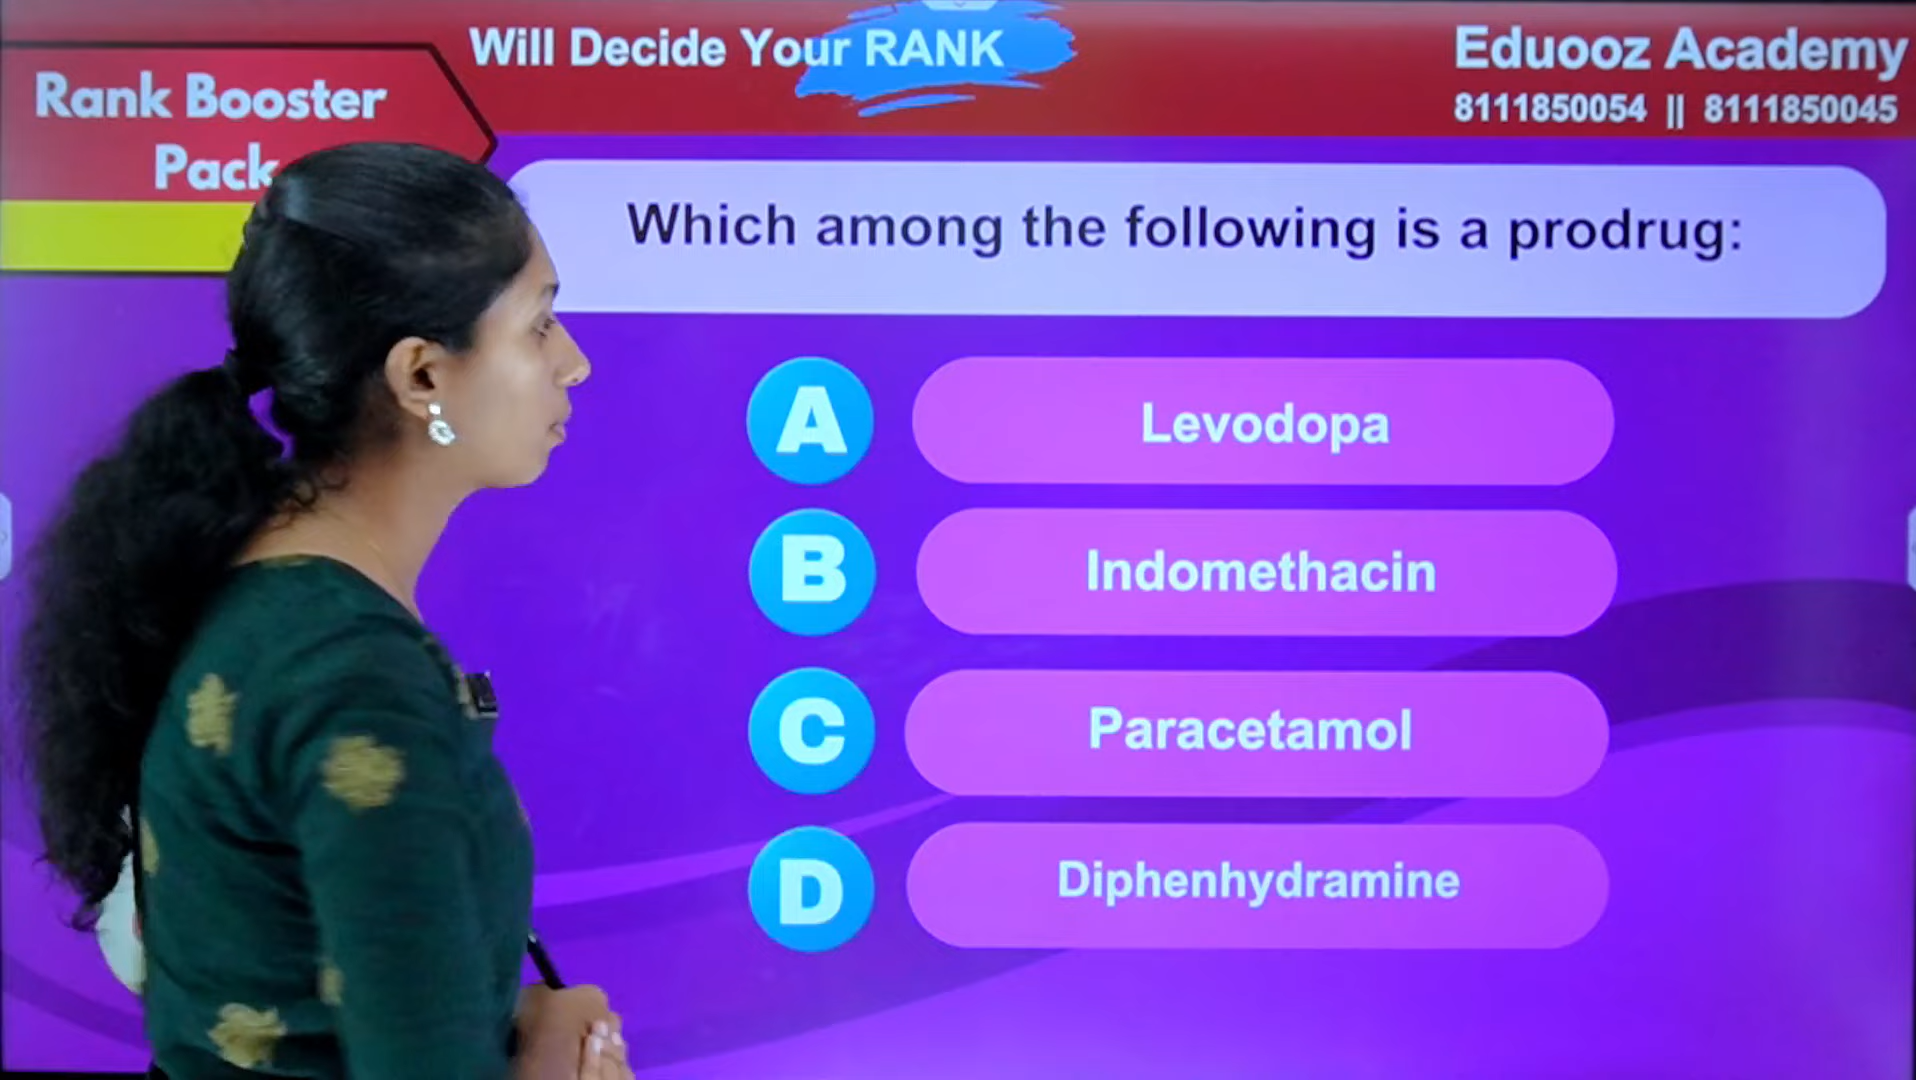 Will Decide Your RANK
Eduooz Academy
8111850054 || 8111850045
Rank Booster
Pack
Which among the following is a prodrug:
A Levodopa
B Indomethacin
C Paracetamol
D Diphenhydramine